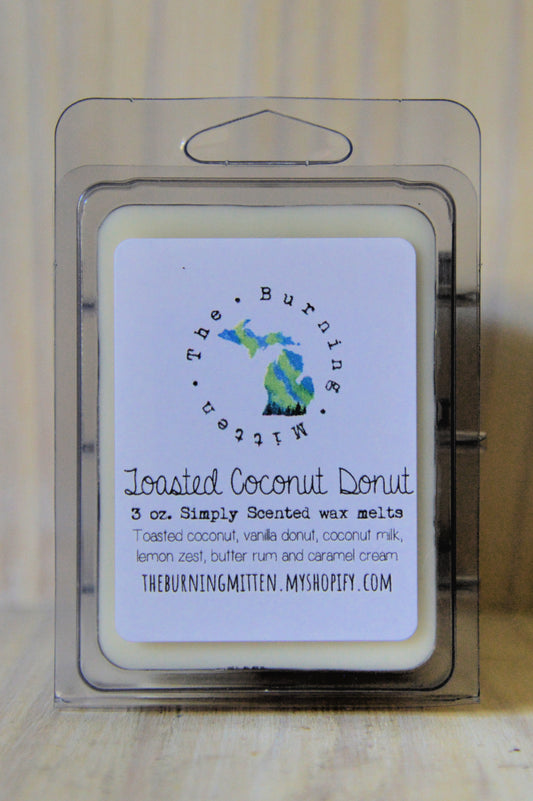 The • Burning • Mitten •
Toasted Coconut Donut
3 oz. Simply Scented wax melts
Toasted coconut, vanilla donut, coconut milk,
lemon zest, butter rum and caramel cream
THEBURNINGMITTEN.MYSHOPIFY.COM